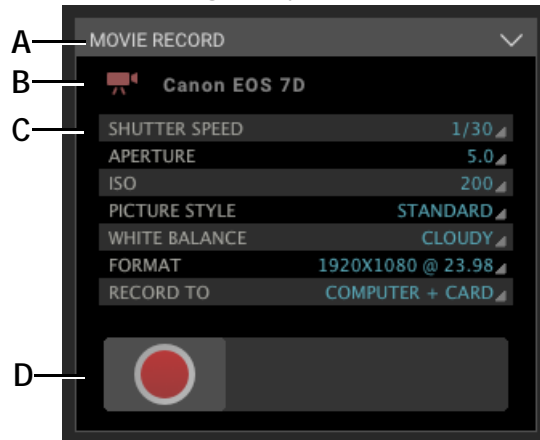 A MOVIE RECORD
B Canon EOS 7D
C SHUTTER SPEED 1/30
APERTURE 5.0
ISO 200
PICTURE STYLE STANDARD
WHITE BALANCE CLOUDY
FORMAT 1920X1080 @ 23.98
RECORD TO COMPUTER + CARD
D